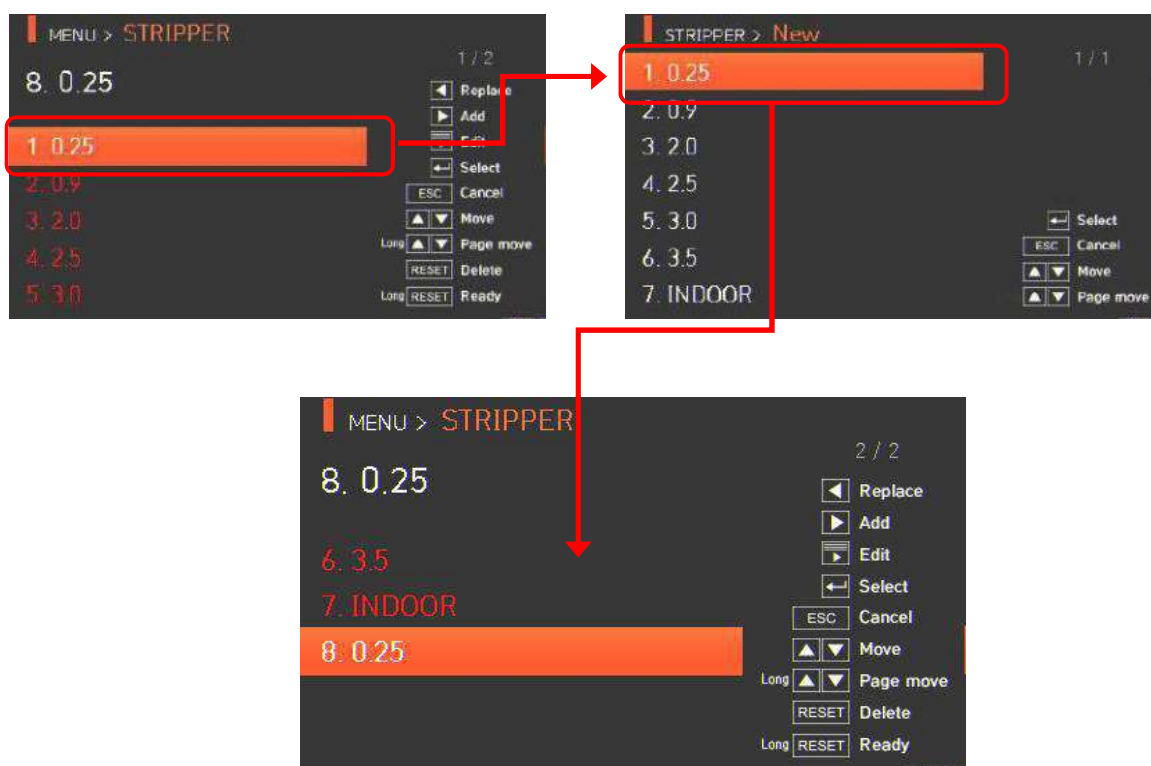 MENU > STRIPPER
1 / 2
8. 0.25
Replace
Add
1. 0.25
Edit
Select
2. 0.9
ESC Cancel
3. 2.0
Move
Long Page move
4. 2.5
RESET Delete
5. 3.0
Long RESET Ready
STRIPPER > New
1 / 1
1. 0.25
2. 0.9
3. 2.0
4. 2.5
5. 3.0
Select
ESC Cancel
6. 3.5
Move
7. INDOOR
Page move
MENU > STRIPPER
2 / 2
8. 0.25
Replace
Add
6. 3.5
Edit
Select
7. INDOOR
ESC Cancel
8. 0.25
Move
Long Page move
RESET Delete
Long RESET Ready